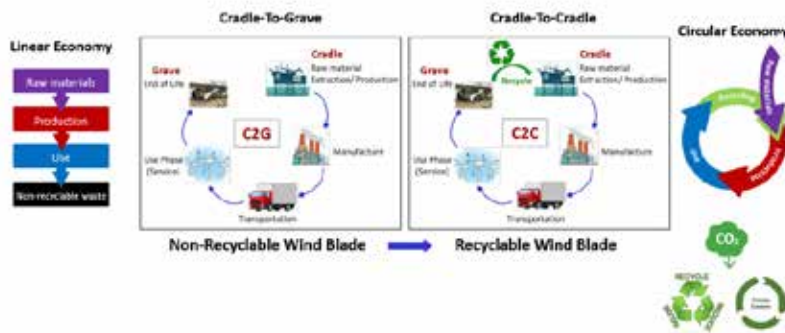 Cradle-To-Grave
Cradle-To-Cradle
Linear Economy
Raw materials
Production
Use
Non-recyclable waste
Cradle
Raw material
Extraction/ Production
Manufacture
Transportation
Use Phase
(Service)
Grave
End of Life
C2G
Recycle
Cradle
Raw material
Extraction/ Production
Manufacture
Transportation
Use Phase
(Service)
Grave
End of Life
C2C
Non-Recyclable Wind Blade
Recyclable Wind Blade
Circular Economy
Raw materials
Production
Use
Recycling
CO₂
RECYCLE